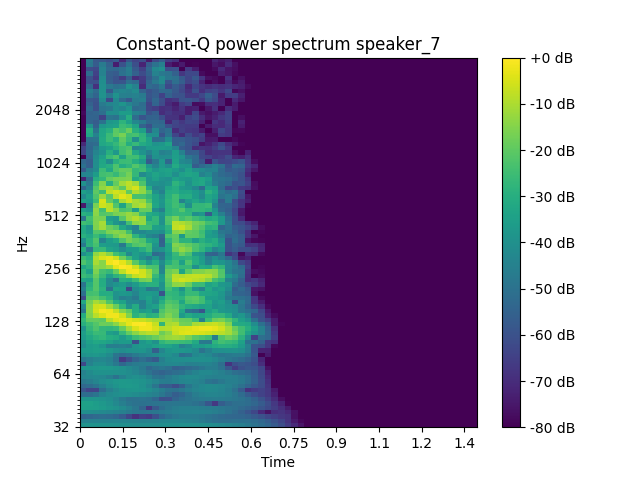 Constant-Q power spectrum speaker_7
Hz
2048
1024
512
256
128
64
32
0 0.15 0.3 0.45 0.6 0.75 0.9 1.1 1.2 1.4
Time
+0 dB
-10 dB
-20 dB
-30 dB
-40 dB
-50 dB
-60 dB
-70 dB
-80 dB